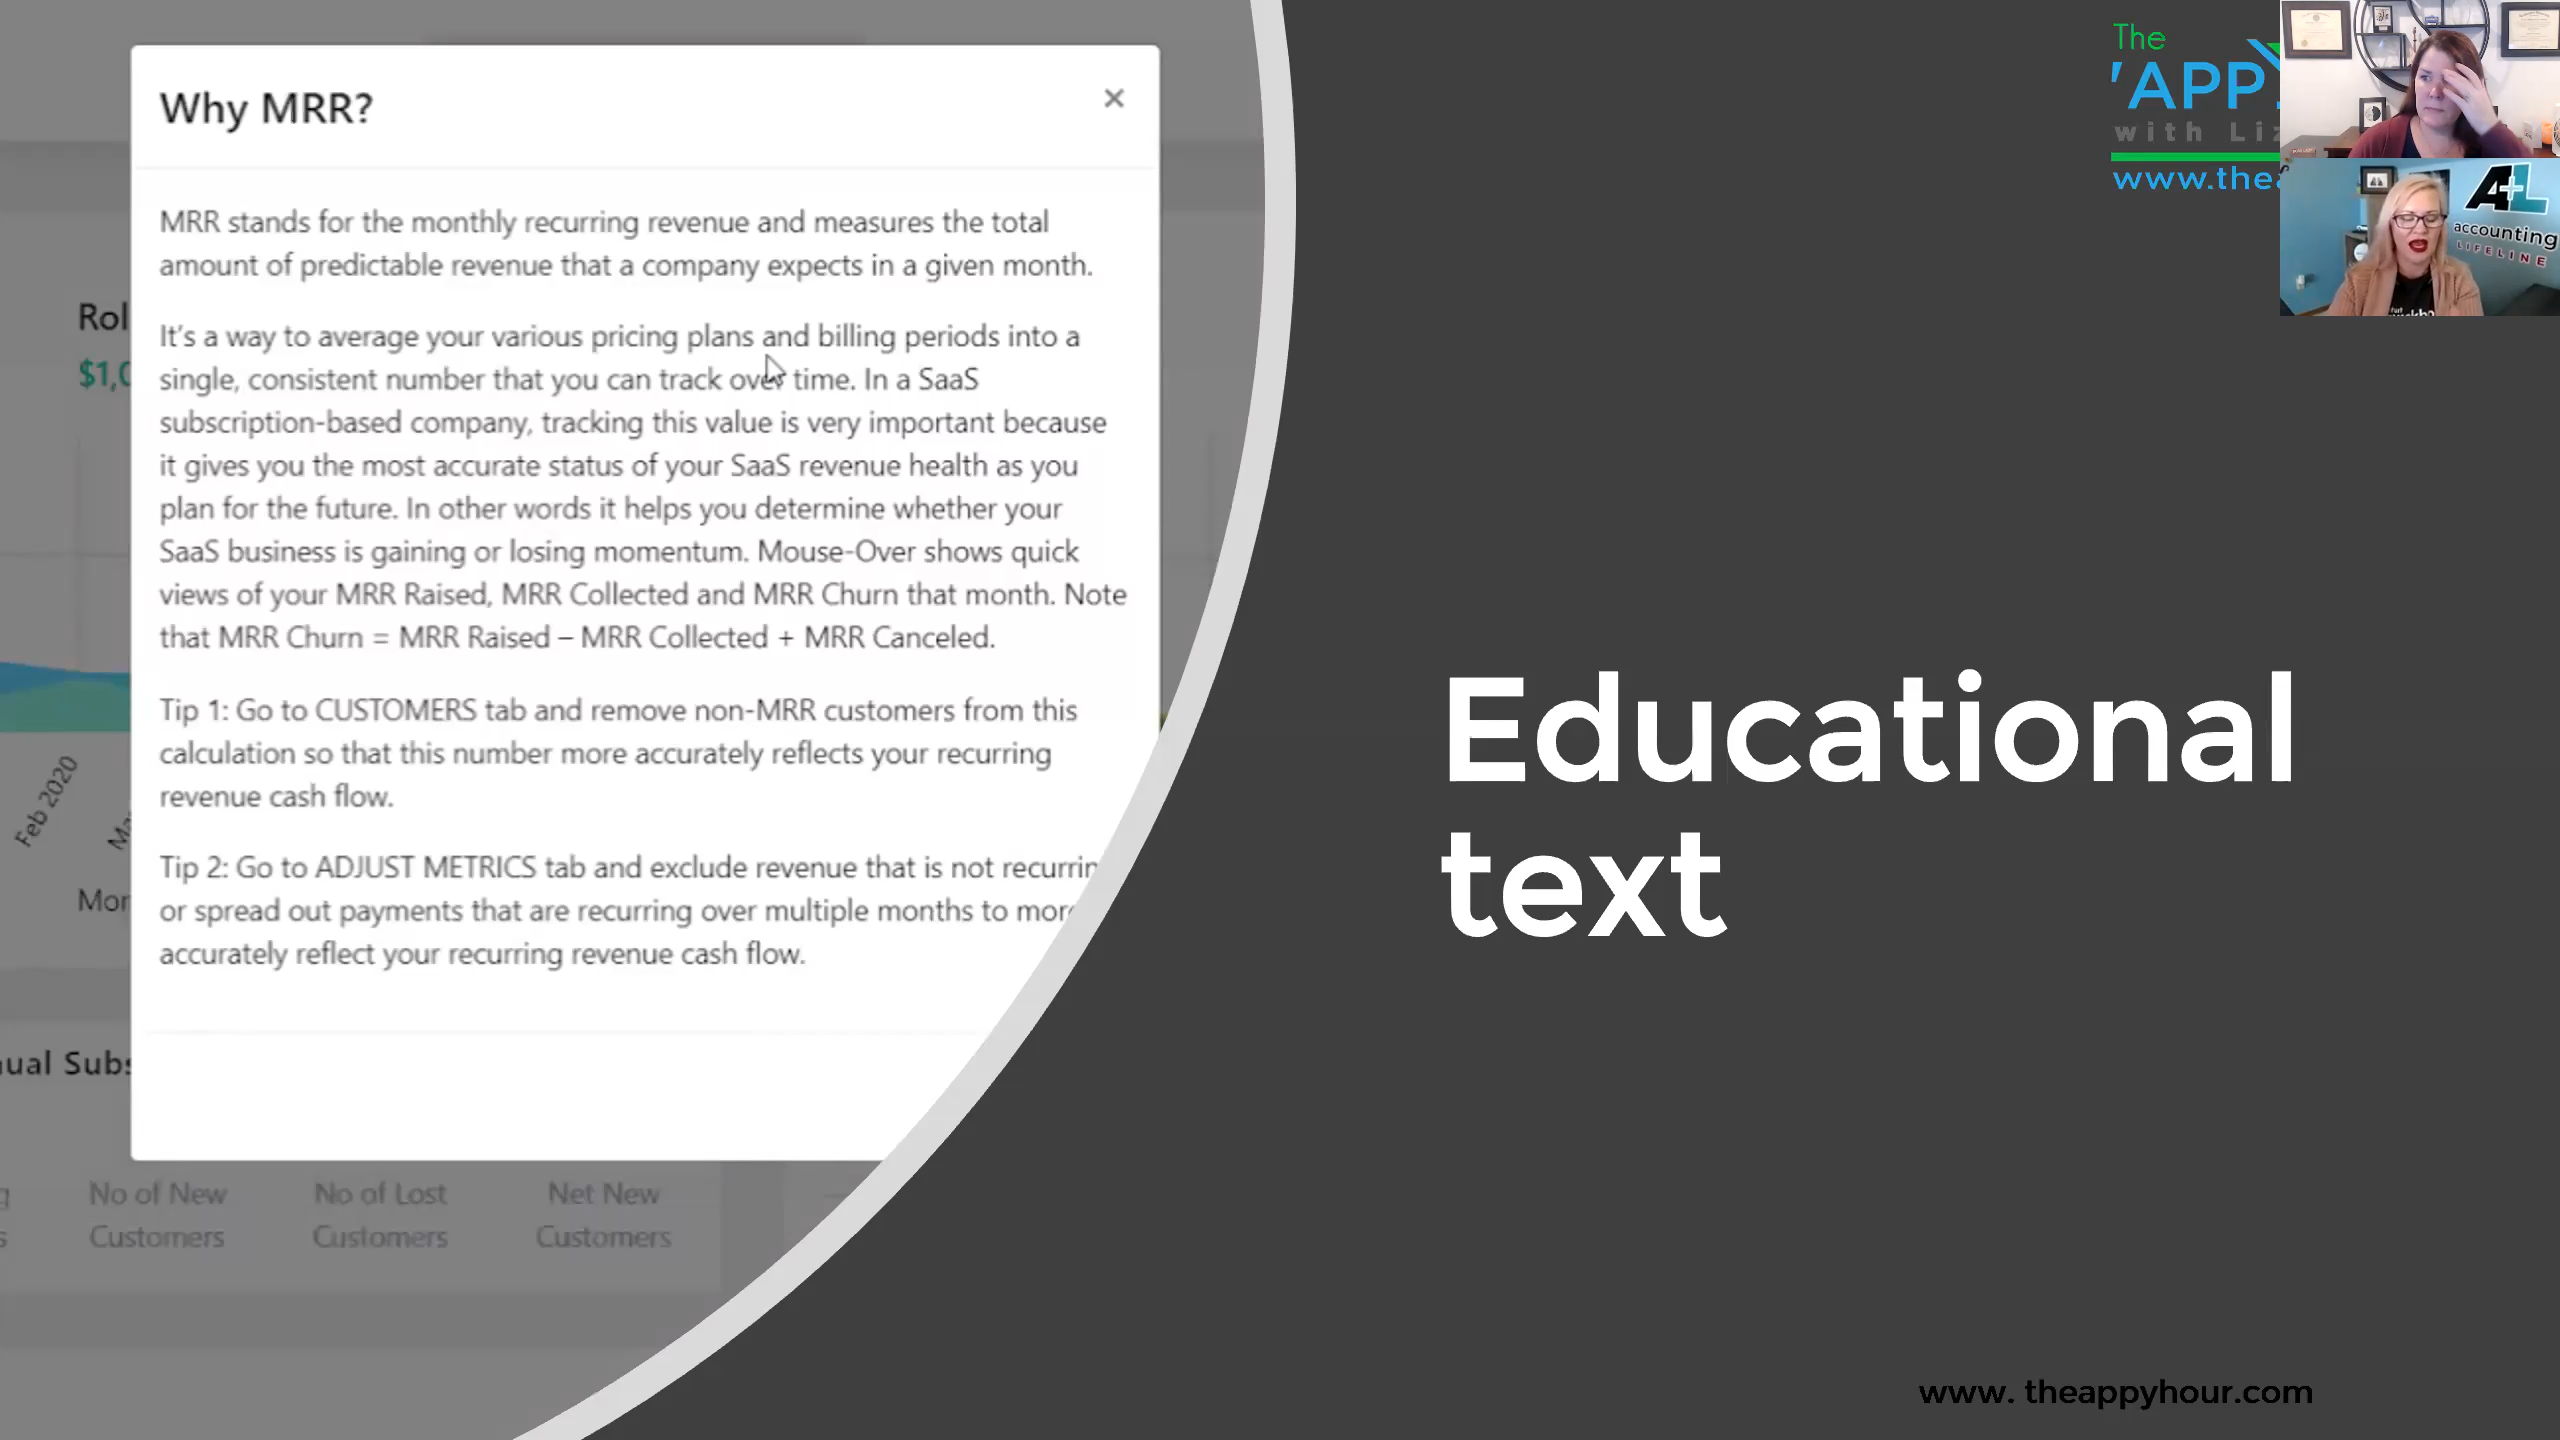 Why MRR?
MRR stands for the monthly recurring revenue and measures the total
amount of predictable revenue that a company expects in a given month.
It's a way to average your various pricing plans and billing periods into a
single, consistent number that you can track over time. In a SaaS
subscription-based company, tracking this value is very important because
it gives you the most accurate status of your SaaS revenue health as you
plan for the future. In other words it helps you determine whether your
SaaS business is gaining or losing momentum. Mouse-Over shows quick
views of your MRR Raised, MRR Collected and MRR Churn that month. Note
that MRR Churn = MRR Raised – MRR Collected + MRR Canceled.
Tip 1: Go to CUSTOMERS tab and remove non-MRR customers from this
calculation so that this number more accurately reflects your recurring
revenue cash flow.
Tip 2: Go to ADJUST METRICS tab and exclude revenue that is not recurrin
or spread out payments that are recurring over multiple months to more
accurately reflect your recurring revenue cash flow.
Rol
$1,0
Feb 2020
Ma
Mor
ual Subs
No of New
Customers
No of Lost
Customers
Net New
Customers
Educational
text
The
'APP
with Liz
www.thea
A+L
accounting
LIFELINE
www. theappyhour.com